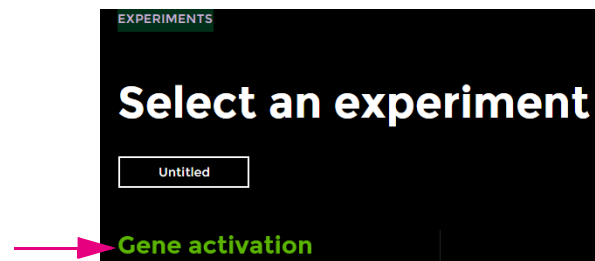 EXPERIMENTS
Select an experiment
Untitled
Gene activation